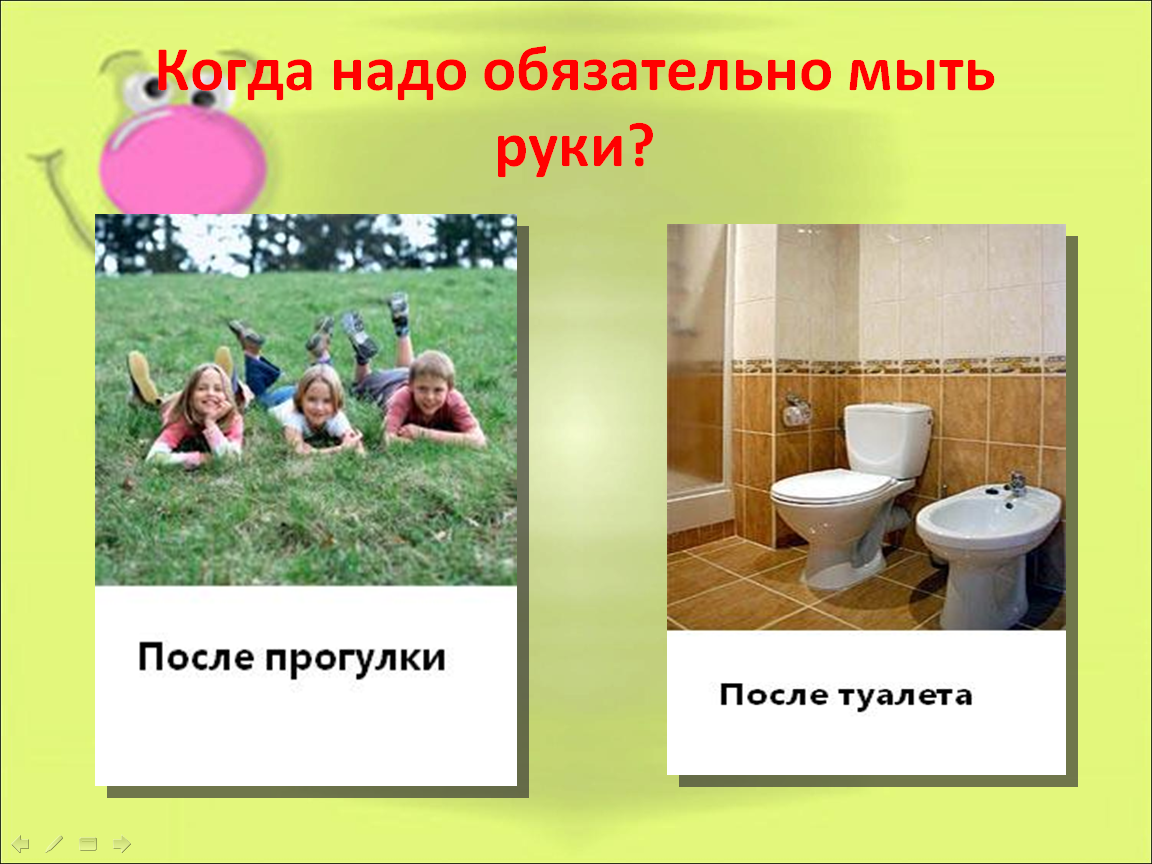 Когда надо обязательно мыть
руки?
После прогулки
После туалета